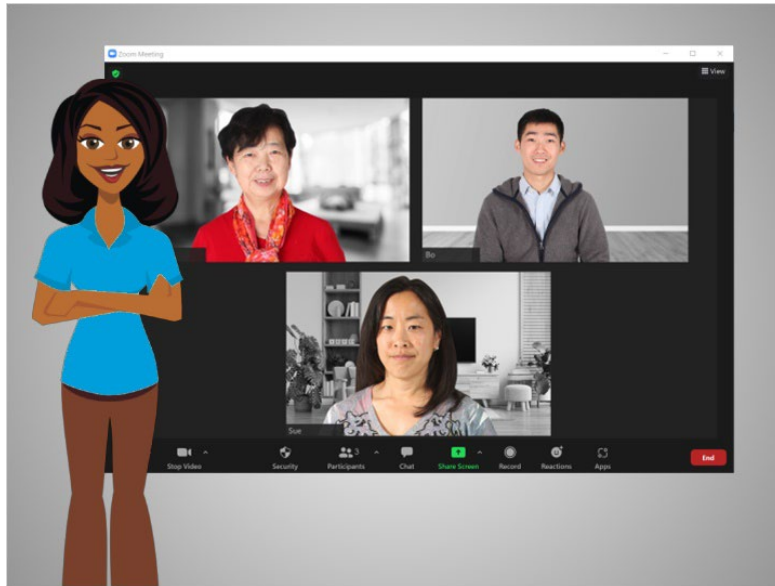 Zoom Meeting
View
Bo
Sue
3
Stop Video
Security
Participants
Chat
Share Screen
Record
Reactions
Apps
End